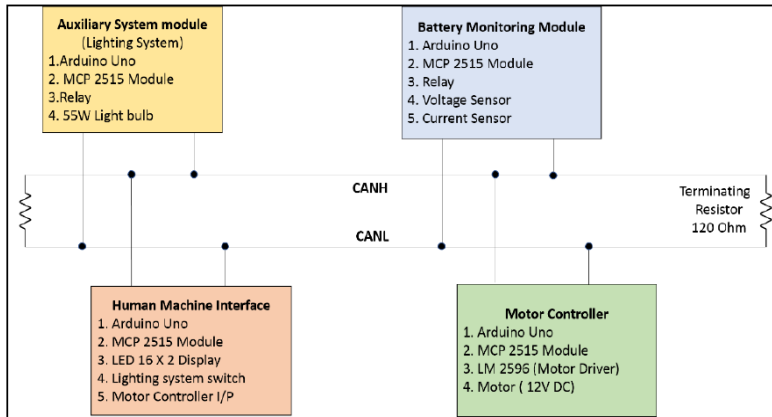 Auxiliary System module
(Lighting System)
1.Arduino Uno
2. MCP 2515 Module
3.Relay
4. 55W Light bulb
Battery Monitoring Module
1. Arduino Uno
2. MCP 2515 Module
3. Relay
4. Voltage Sensor
5. Current Sensor
CANH
Terminating
Resistor
120 Ohm
CANL
Human Machine Interface
1. Arduino Uno
2. MCP 2515 Module
3. LED 16 X 2 Display
4. Lighting system switch
5. Motor Controller I/P
Motor Controller
1. Arduino Uno
2. MCP 2515 Module
3. LM 2596 (Motor Driver)
4. Motor ( 12V DC)